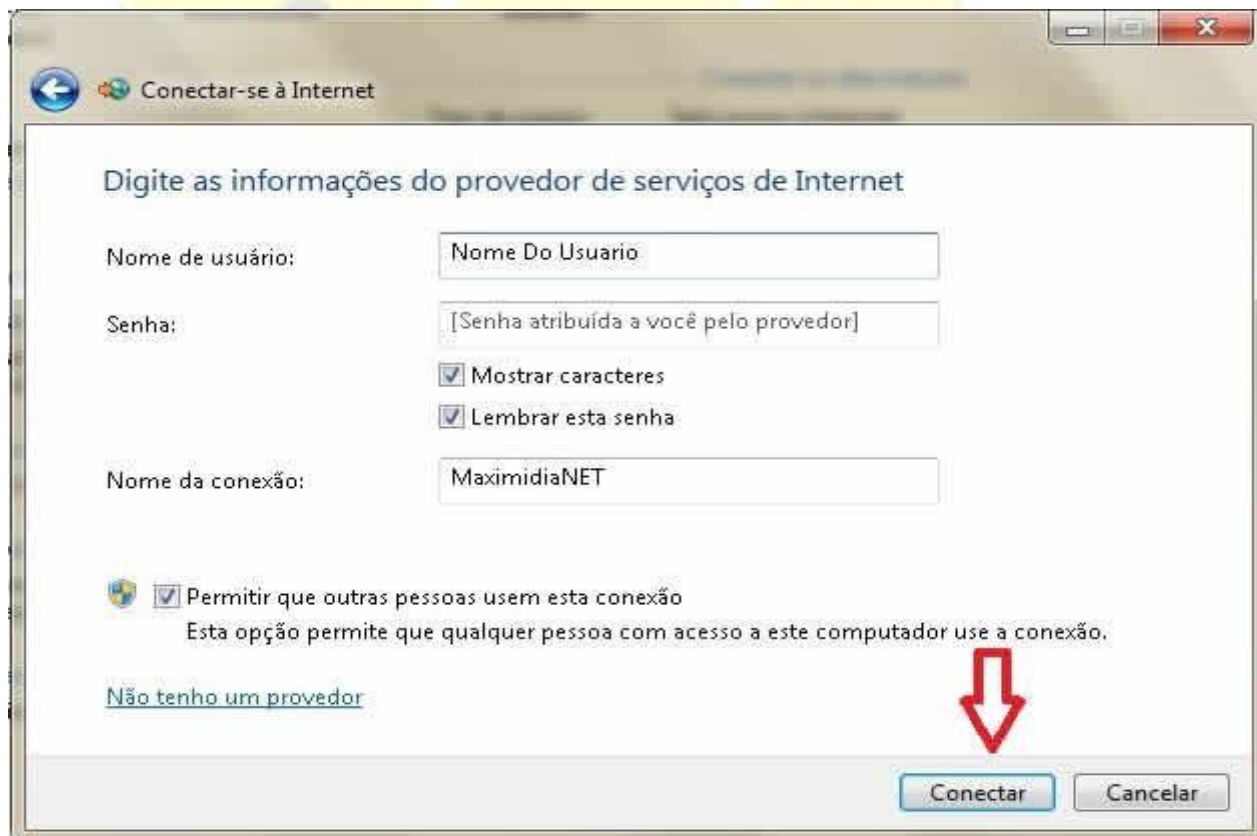 Conectar-se à Internet
Digite as informações do provedor de serviços de Internet
Nome de usuário:
Nome Do Usuario
Senha:
[Senha atribuída a você pelo provedor]
Mostrar caracteres
Lembrar esta senha
Nome da conexão:
MaximidiaNET
Permitir que outras pessoas usem esta conexão
Esta opção permite que qualquer pessoa com acesso a este computador use a conexão.
Não tenho um provedor
Conectar
Cancelar